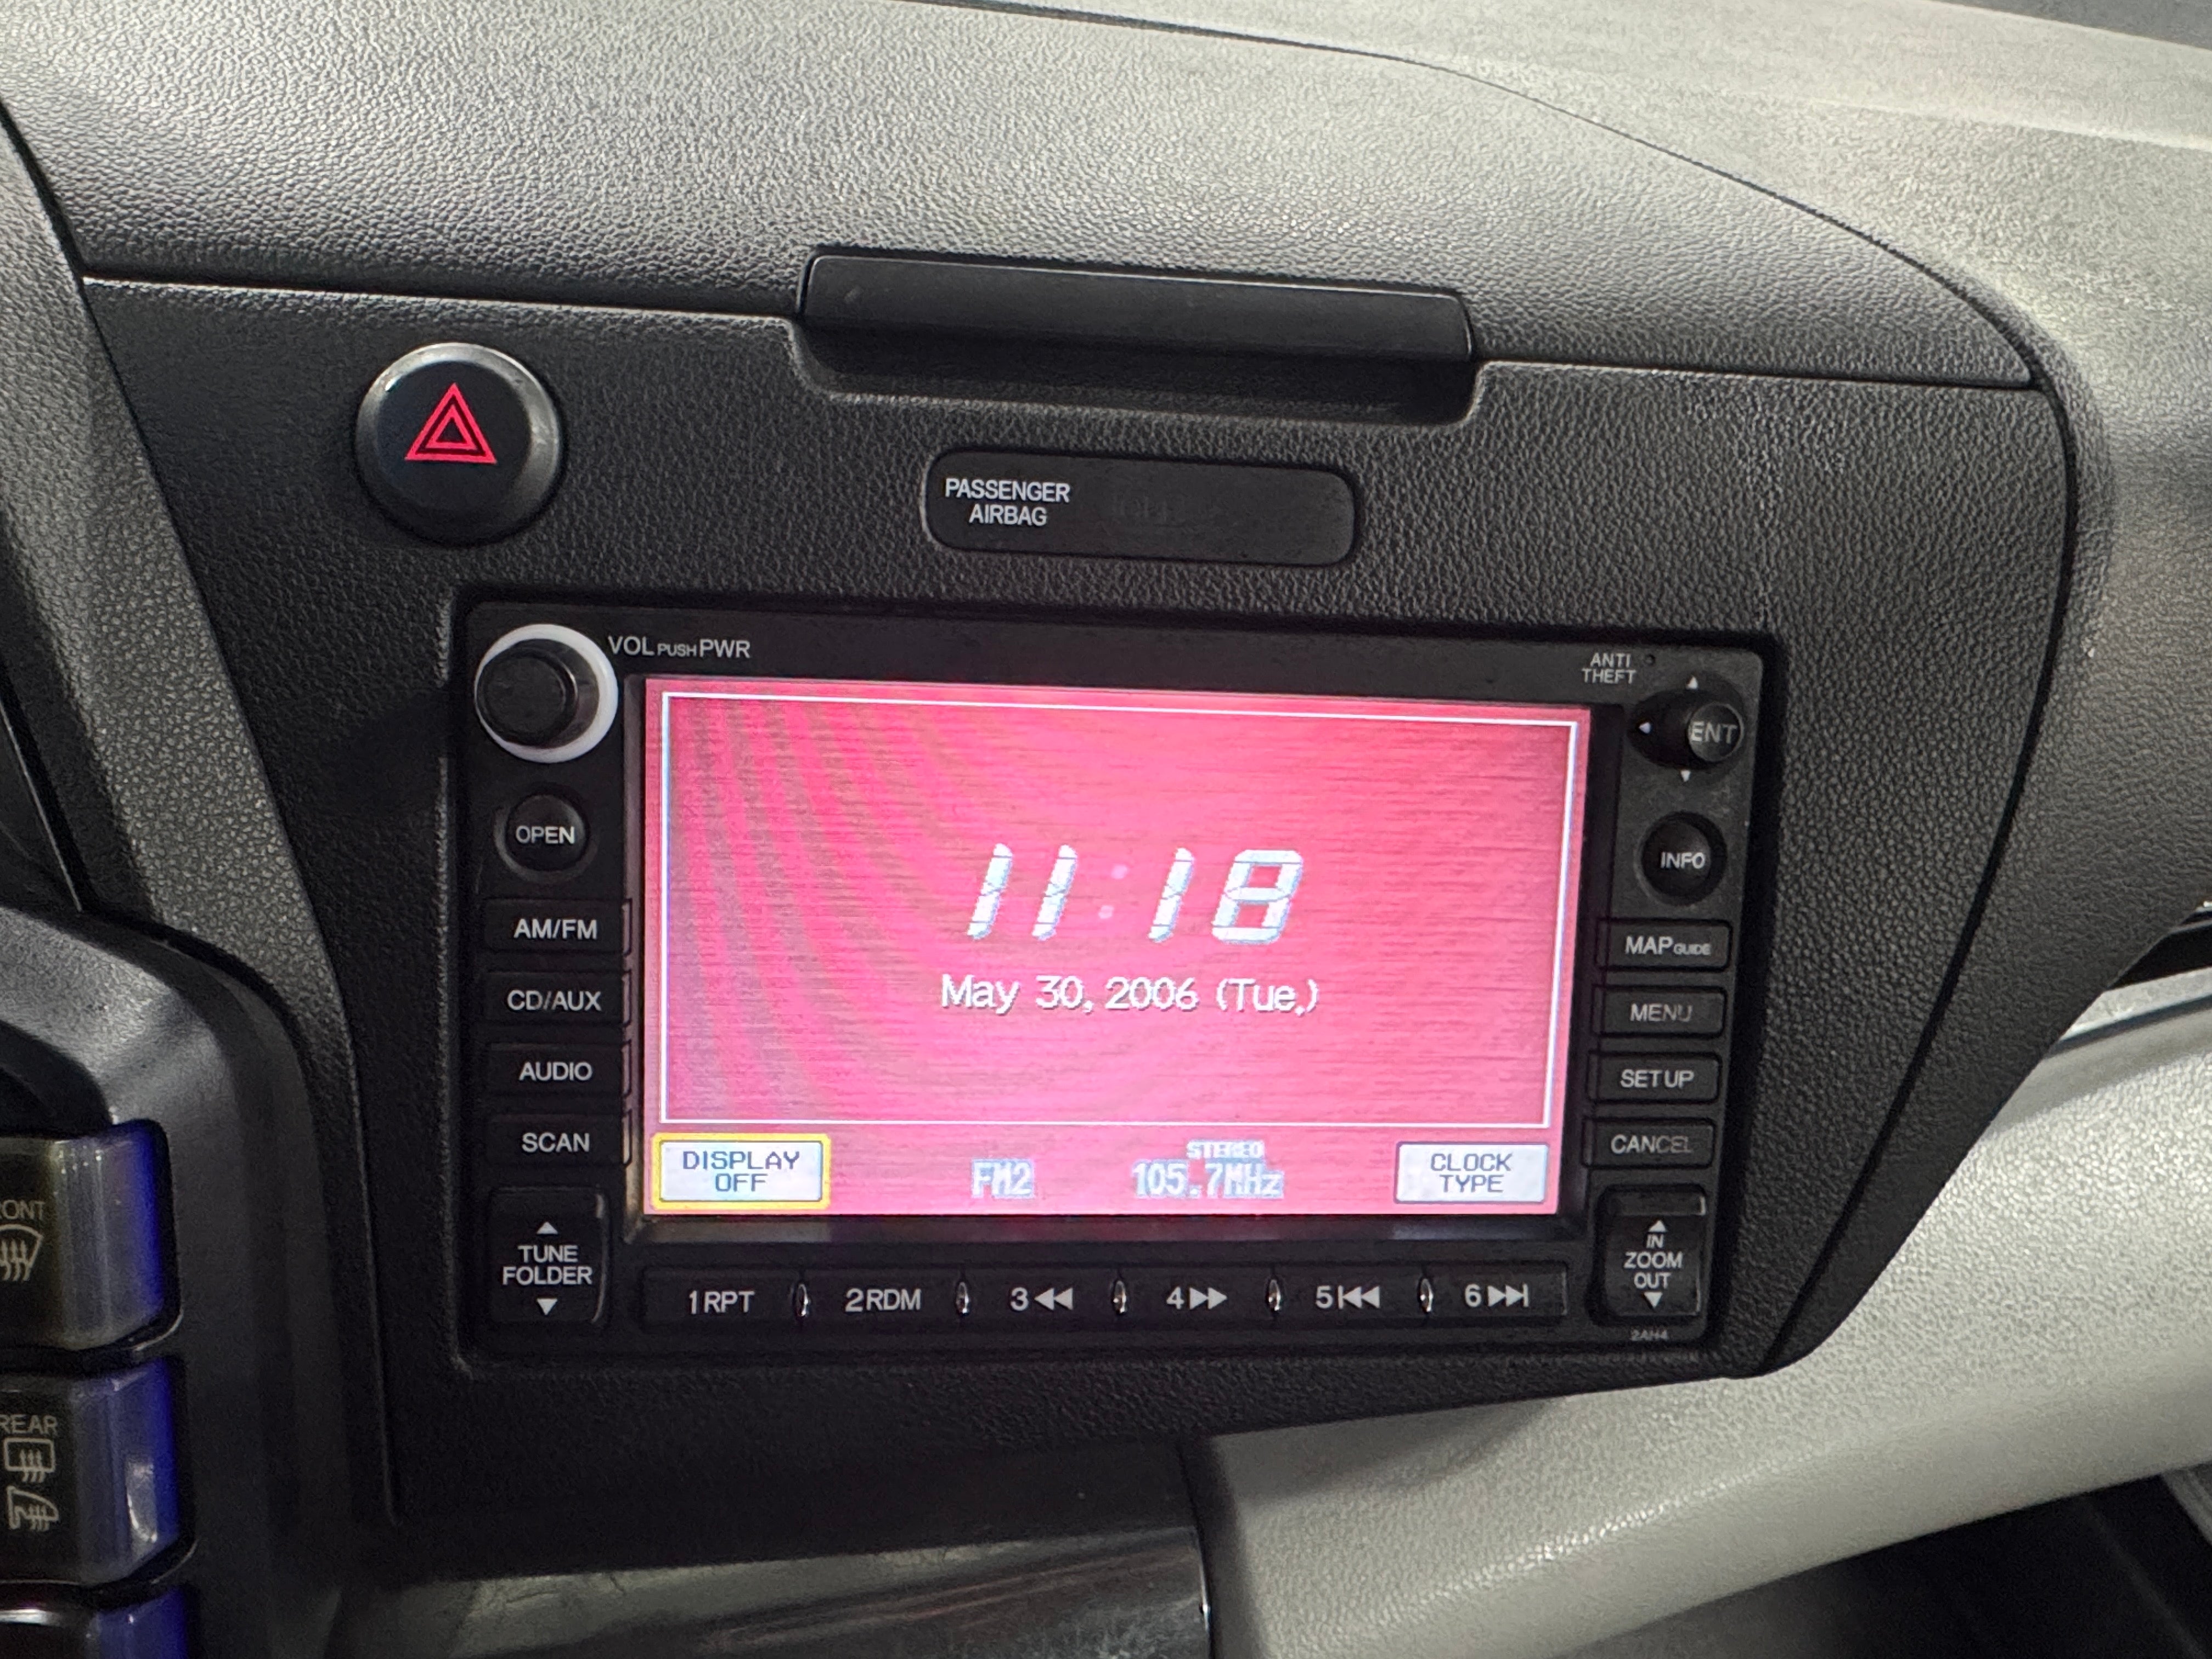 PASSENGER
AIRBAG
VOL PUSH PWR
ANTI
THEFT
ENT
OPEN
INFO
11:18
AM/FM
MAP GUIDE
May 30, 2006 (Tue.)
CD/AUX
MENU
AUDIO
SETUP
SCAN
CANCEL
DISPLAY
OFF
FM2
STEREO
105.7MHz
CLOCK
TYPE
TUNE
FOLDER
IN
ZOOM
OUT
1RPT
2RDM
3
4
5
6
2AH4
REAR